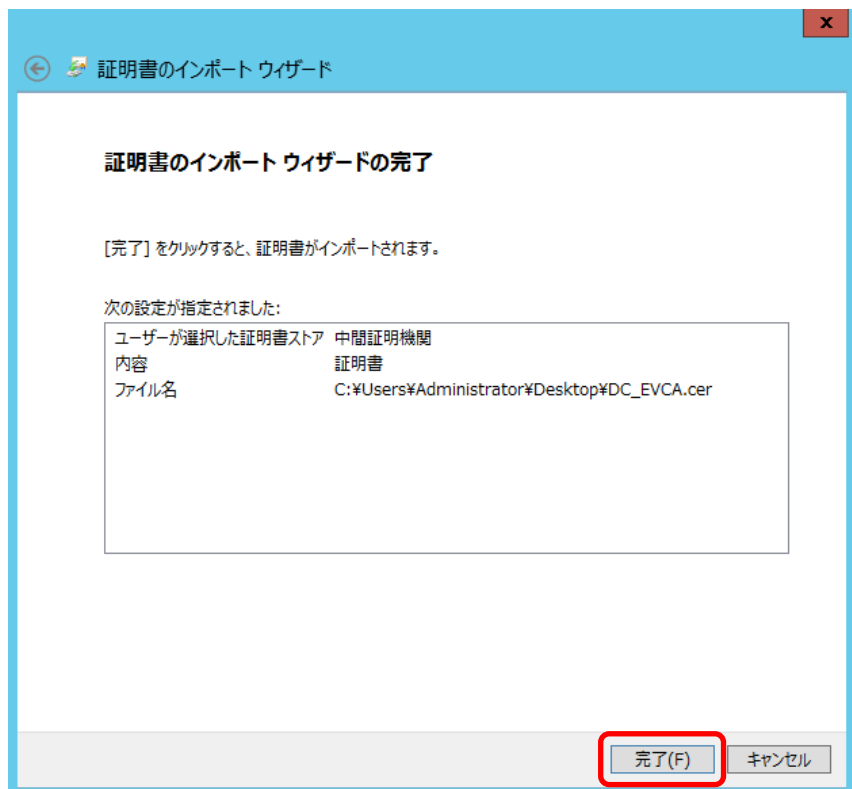 x
証明書のインポート ウィザード
証明書のインポート ウィザードの完了
[完了] をクリックすると、証明書がインポートされます。
次の設定が指定されました:
ユーザーが選択した証明書ストア 中間証明機関
内容 証明書
ファイル名 C:¥Users¥Administrator¥Desktop¥DC_EVCA.cer
完了(F) キャンセル